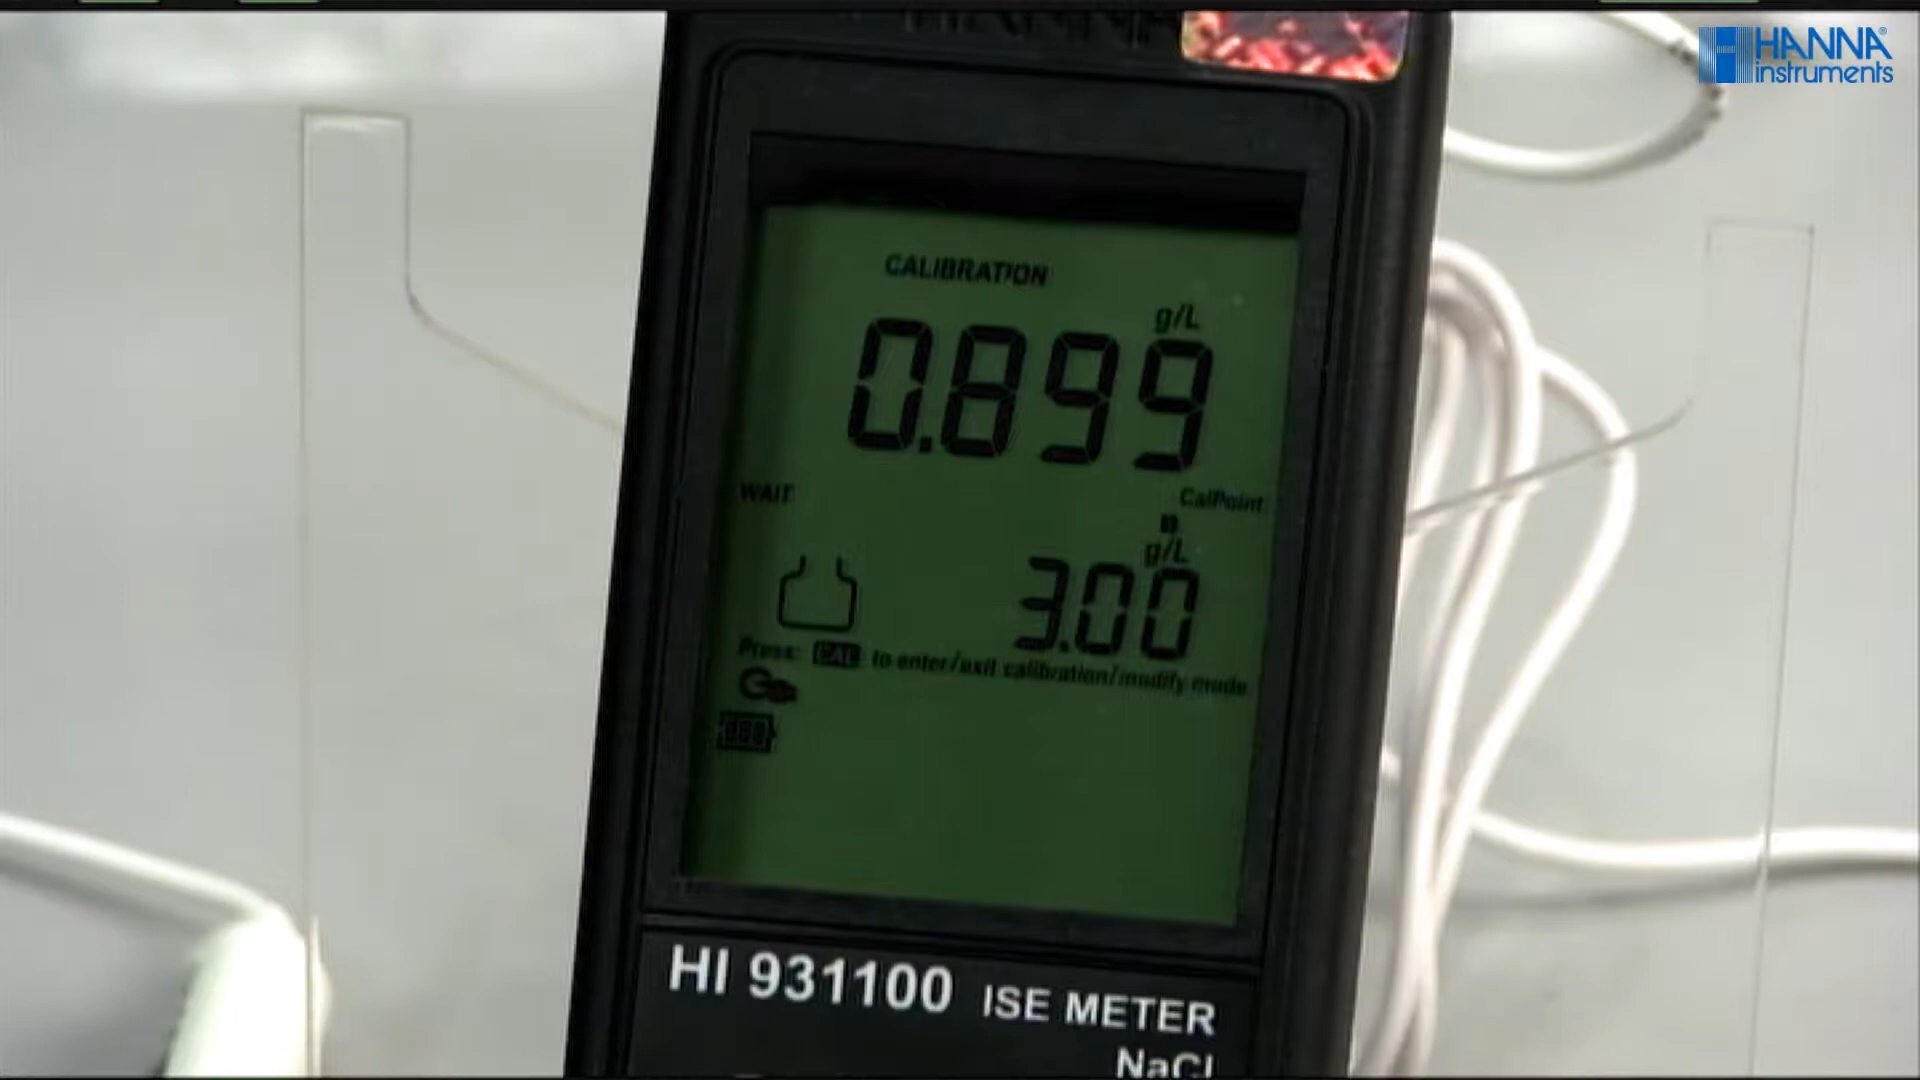 HANNA
instruments
CALIBRATION
g/L
0.899
WAIT
CalPoint
g/L
3.00
Press: CAL to enter/exit calibration/modify mode
HI 931100 ISE METER
NaCl